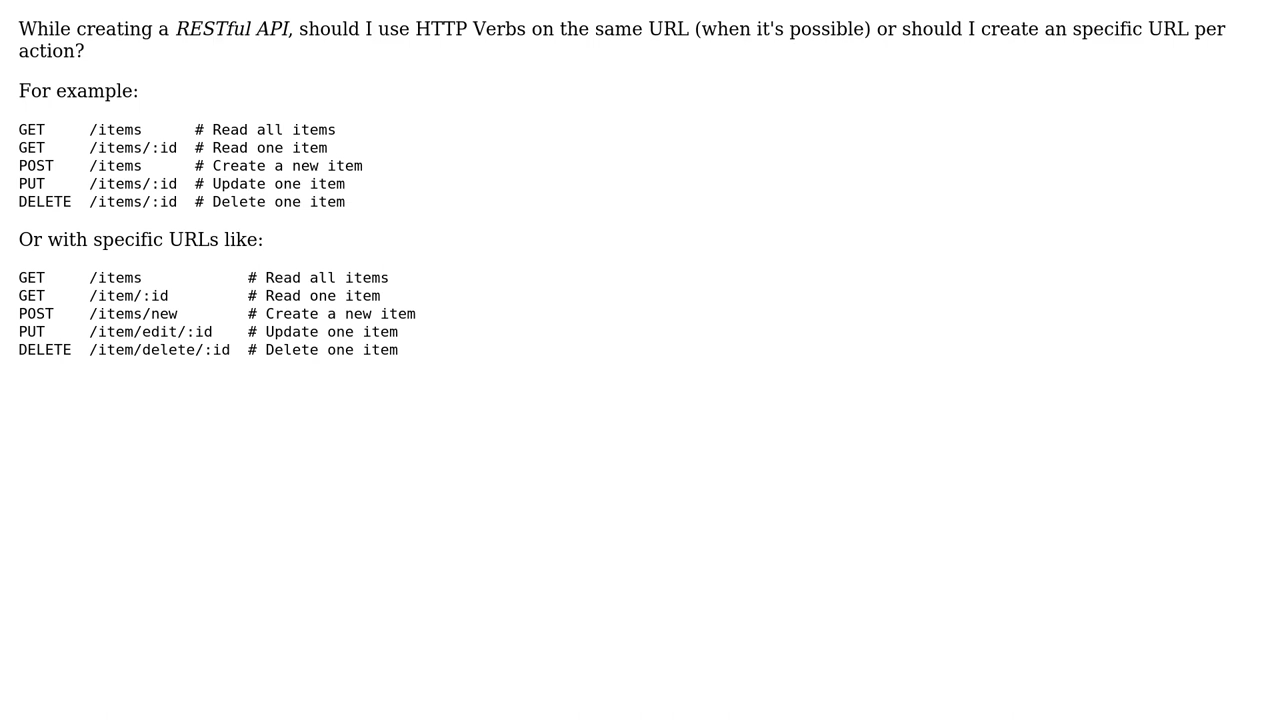 While creating a RESTful API, should I use HTTP Verbs on the same URL (when it's possible) or should I create an specific URL per
action?
For example:
GET     /items      # Read all items
GET     /items/:id  # Read one item
POST    /items      # Create a new item
PUT     /items/:id  # Update one item
DELETE  /items/:id  # Delete one item
Or with specific URLs like:
GET     /items            # Read all items
GET     /item/:id         # Read one item
POST    /items/new        # Create a new item
PUT     /item/edit/:id    # Update one item
DELETE  /item/delete/:id  # Delete one item